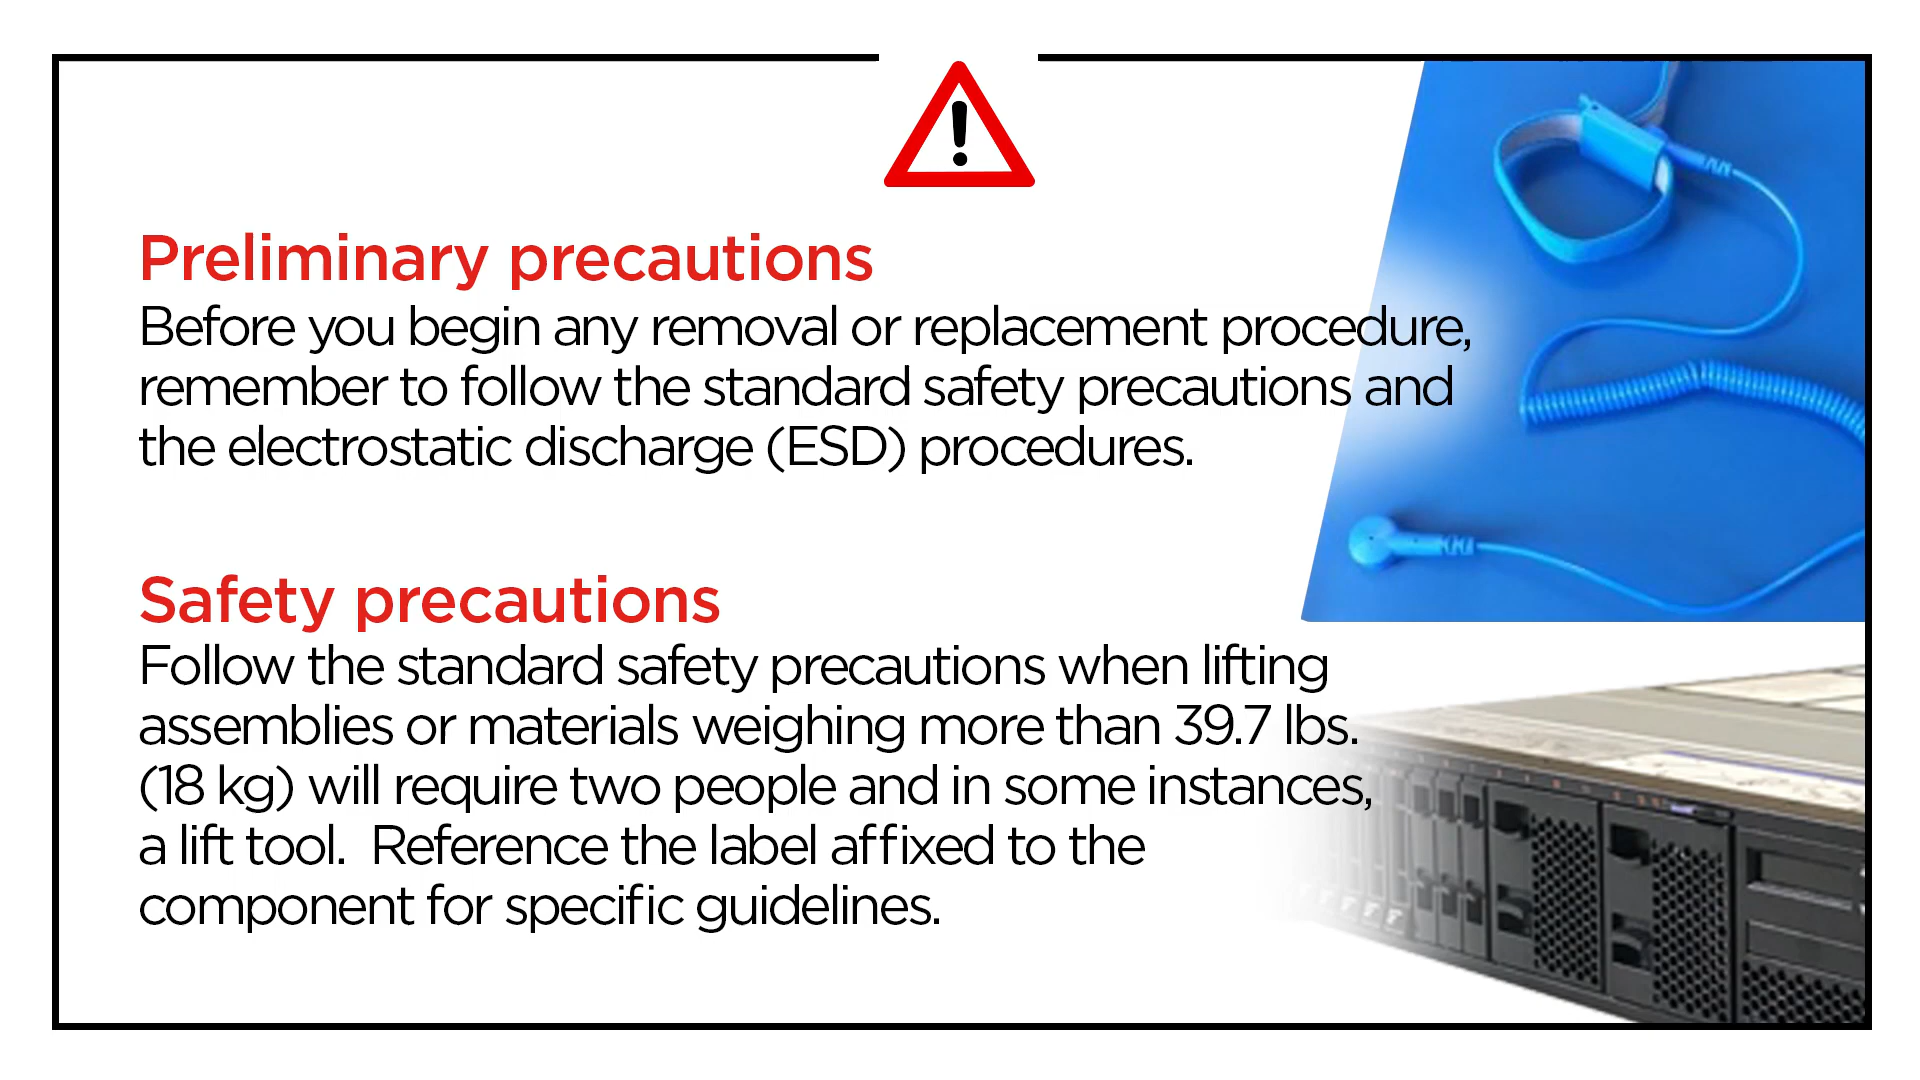 Preliminary precautions
Before you begin any removal or replacement procedure,
remember to follow the standard safety precautions and
the electrostatic discharge (ESD) procedures.
Safety precautions
Follow the standard safety precautions when lifting
assemblies or materials weighing more than 39.7 lbs.
(18 kg) will require two people and in some instances,
a lift tool.  Reference the label affixed to the
component for specific guidelines.